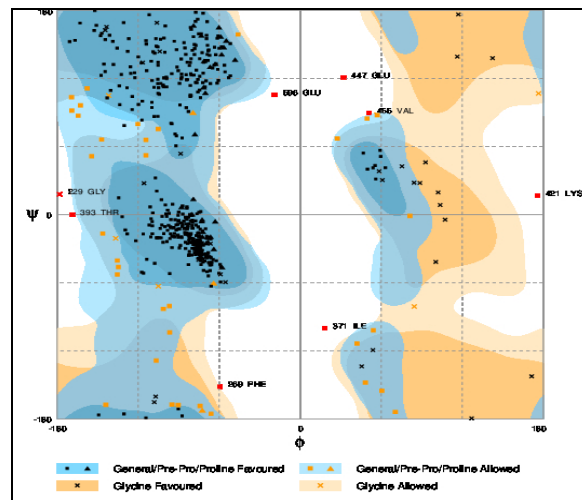 180
447 GLU
596 GLU
455 VAL
229 GLY
421 LYS
Ψ 0 393 THR
371 ILE
269 PHE
-180
-180 0 180
Φ
General/Pre-Pro/Proline Favoured General/Pre-Pro/Proline Allowed
Glycine Favoured Glycine Allowed